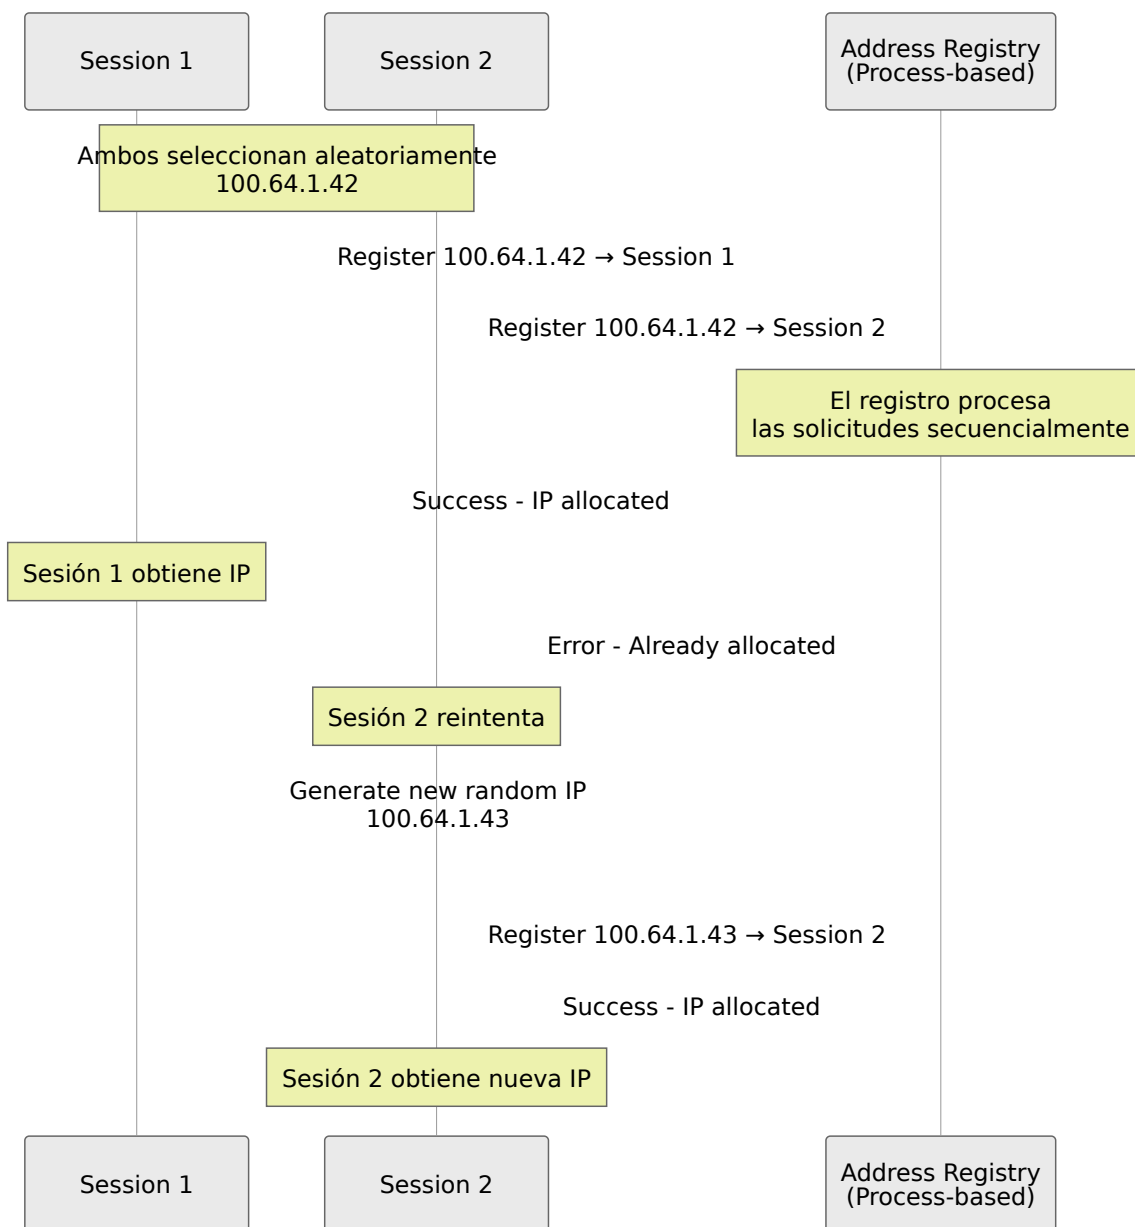 Session 1
Session 2
Address Registry
(Process-based)
Ambos seleccionan aleatoriamente
100.64.1.42
Register 100.64.1.42 → Session 1
Register 100.64.1.42 → Session 2
El registro procesa
las solicitudes secuencialmente
Success - IP allocated
Sesión 1 obtiene IP
Error - Already allocated
Sesión 2 reintenta
Generate new random IP
100.64.1.43
Register 100.64.1.43 → Session 2
Success - IP allocated
Sesión 2 obtiene nueva IP
Session 1
Session 2
Address Registry
(Process-based)